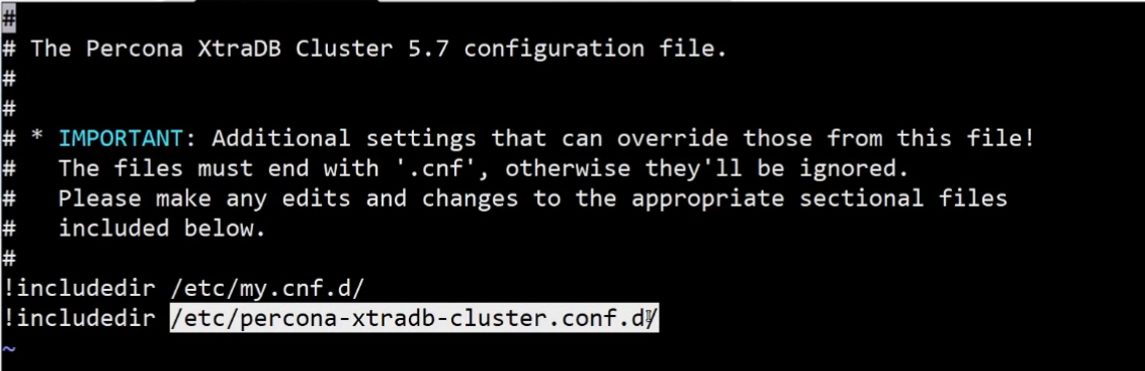 #
# The Percona XtraDB Cluster 5.7 configuration file.
#
#
# * IMPORTANT: Additional settings that can override those from this file!
#   The files must end with '.cnf', otherwise they'll be ignored.
#   Please make any edits and changes to the appropriate sectional files
#   included below.
#
!includedir /etc/my.cnf.d/
!includedir /etc/percona-xtradb-cluster.conf.d/
~